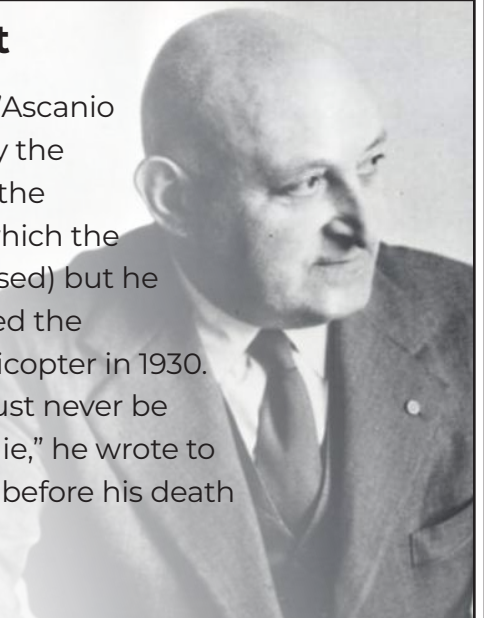 t
'Ascanio
y the
the
hich the
sed) but he
ed the
icopter in 1930.
ust never be
ie,” he wrote to
before his death